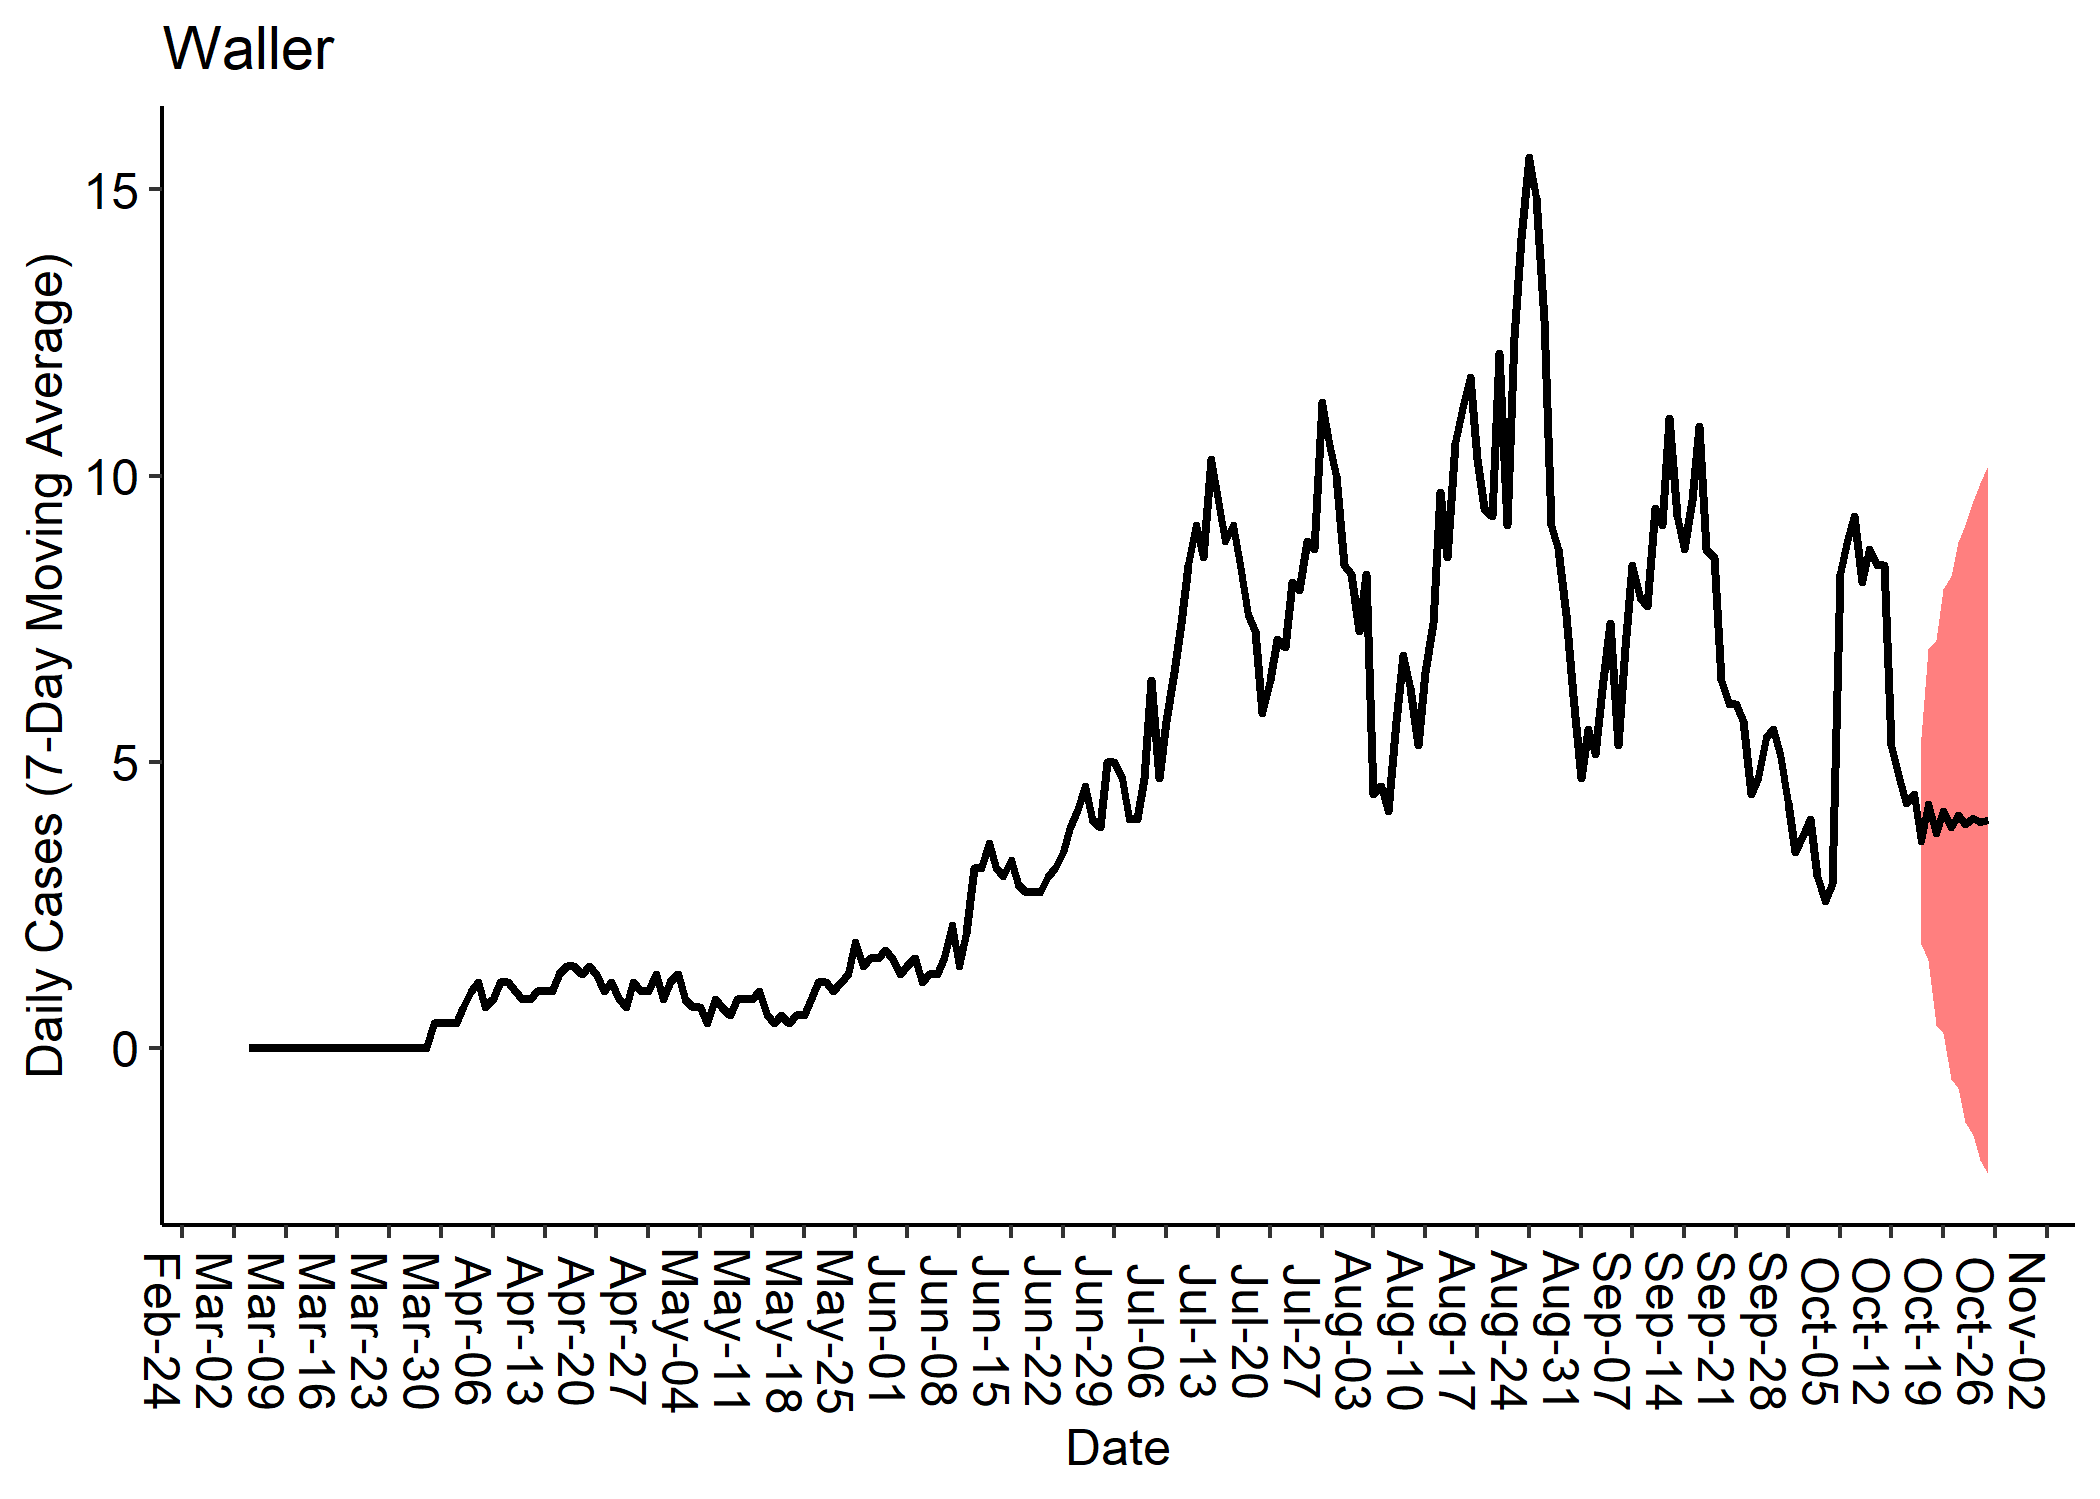 Waller
Daily Cases (7-Day Moving Average)
15
10
5
0
Feb-24
Mar-02
Mar-09
Mar-16
Mar-23
Mar-30
Apr-06
Apr-13
Apr-20
Apr-27
May-04
May-11
May-18
May-25
Jun-01
Jun-08
Jun-15
Jun-22
Jun-29
Jul-06
Jul-13
Jul-20
Jul-27
Aug-03
Aug-10
Aug-17
Aug-24
Aug-31
Sep-07
Sep-14
Sep-21
Sep-28
Oct-05
Oct-12
Oct-19
Oct-26
Nov-02
Date